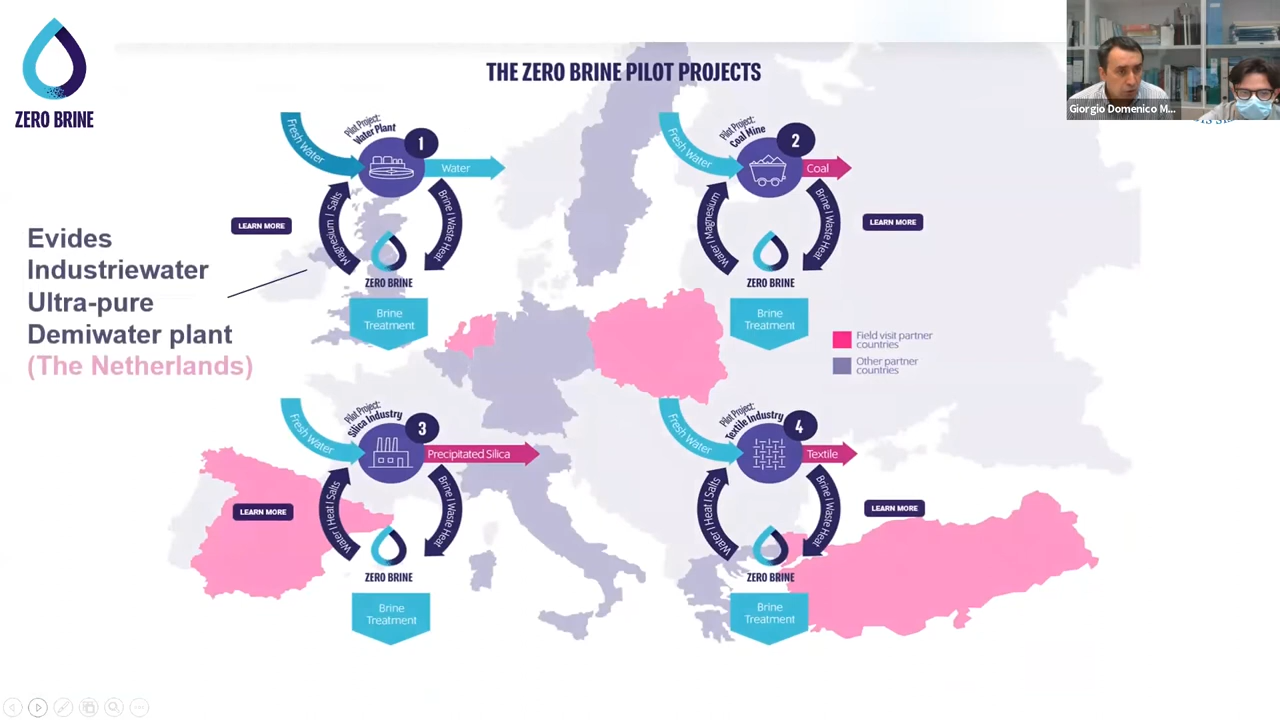 ZERO BRINE
THE ZERO BRINE PILOT PROJECTS
Giorgio Domenico M...
Evides
Industriewater
Ultra-pure
Demiwater plant
(The Netherlands)
Fresh Water
Pilot Project:
Water Plant
1
Water
Magnesium | Salts
Brine | Waste Heat
LEARN MORE
ZERO BRINE
Brine
Treatment
Fresh Water
Pilot Project:
Coal Mine
2
Coal
Water | Magnesium
Brine | Waste Heat
LEARN MORE
ZERO BRINE
Brine
Treatment
Field visit partner
countries
Other partner
countries
Fresh Water
Pilot Project:
Silica Industry
3
Precipitated Silica
Water | Heat | Salts
Brine | Waste Heat
LEARN MORE
ZERO BRINE
Brine
Treatment
Fresh Water
Pilot Project:
Textile Industry
4
Textile
Water | Heat | Salts
Brine | Waste Heat
LEARN MORE
ZERO BRINE
Brine
Treatment